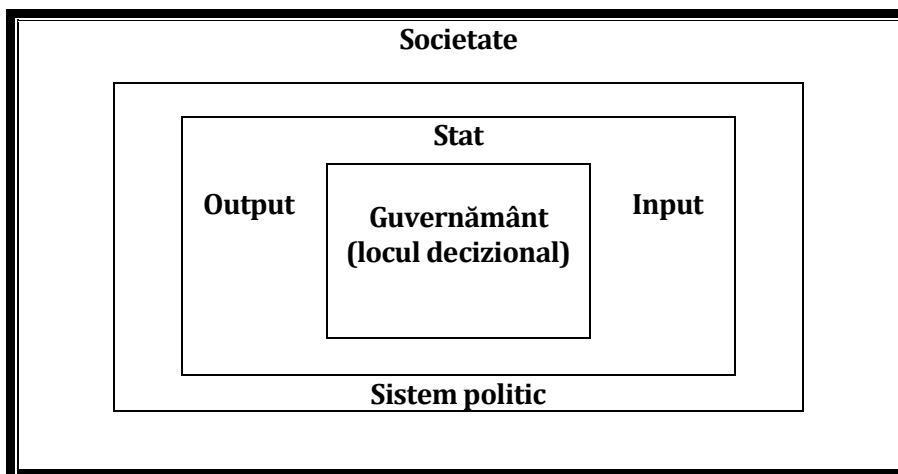 Societate
Stat
Output
Guvernământ
(locul decizional)
Input
Sistem politic